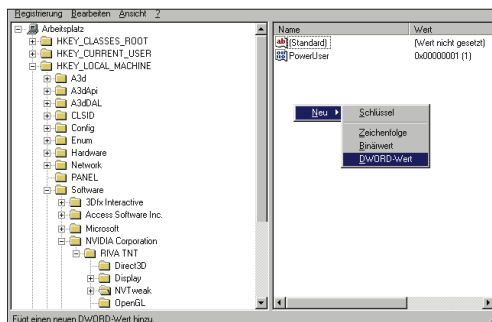 Registrierung Bearbeiten Ansicht ?
Arbeitsplatz
HKEY_CLASSES_ROOT
HKEY_CURRENT_USER
HKEY_LOCAL_MACHINE
A3d
A3dApi
A3dDAL
CLSID
Config
Enum
Hardware
Network
PANEL
Software
3Dfx Interactive
Access Software Inc.
Microsoft
NVIDIA Corporation
RIVA TNT
Direct3D
Display
NVTweak
OpenGL
Name Wert
ab (Standard) (Wert nicht gesetzt)
PowerUser 0x00000001 (1)
Neu
Schlüssel
Zeichenfolge
Binärwert
DWORD-Wert
Fügt einen neuen DWORD-Wert hinzu.